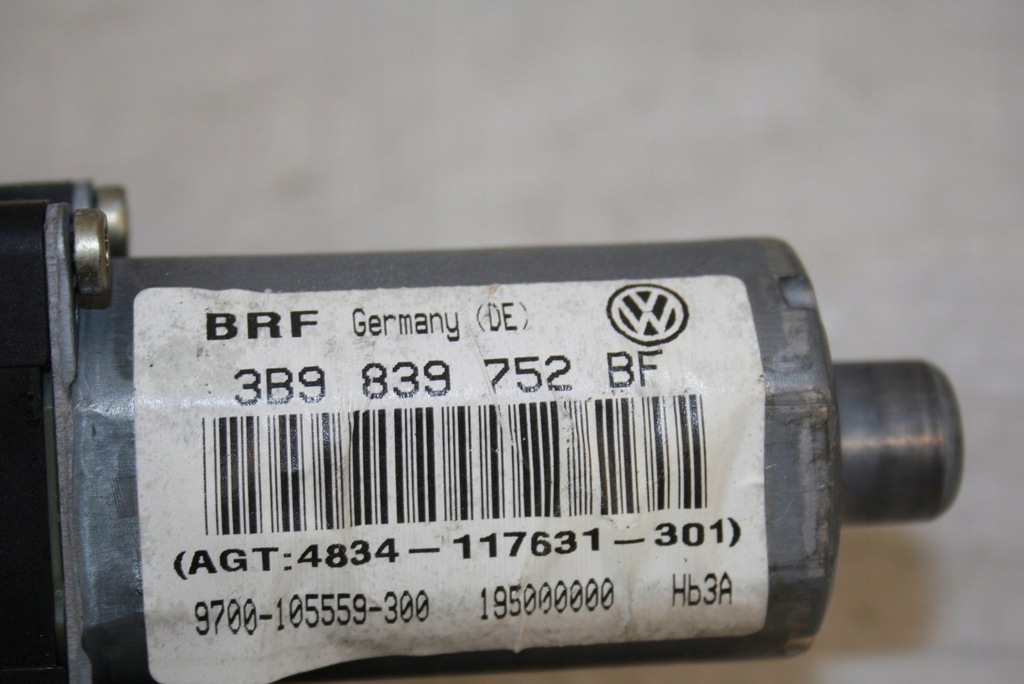 BRF Germany (DE)
3B9 839 752 BF
(AGT:4834-117631-301)
9700-105559-300 195000000 Hb3A